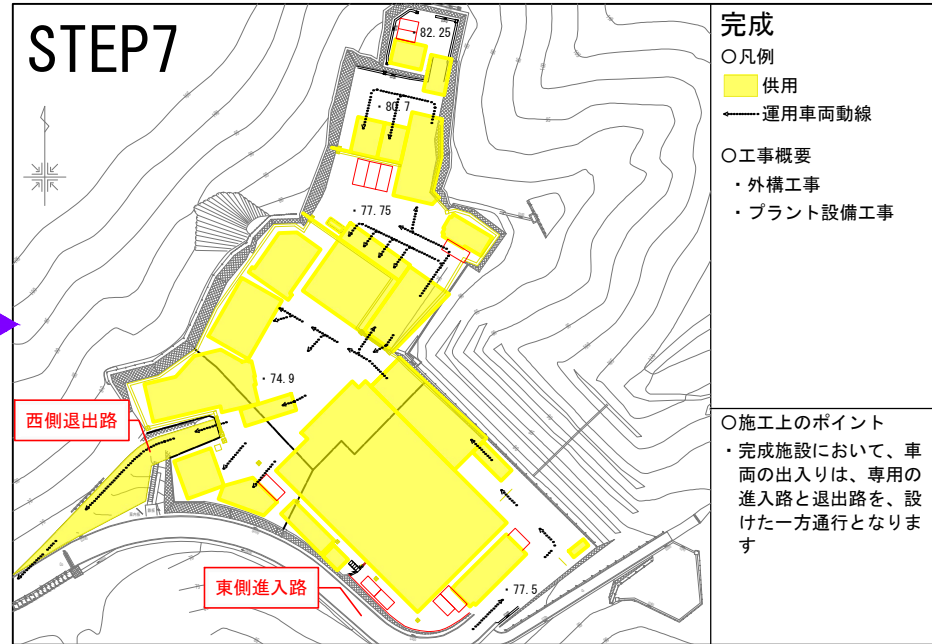 STEP7
82.25
80.7
77.75
74.9
西側退出路
東側進入路
77.5
完成
○凡例
供用
運用車両動線
○工事概要
・外構工事
・プラント設備工事
○施工上のポイント
・完成施設において、車
両の出入りは、専用の
進入路と退出路を、設
けた一方通行となりま
す